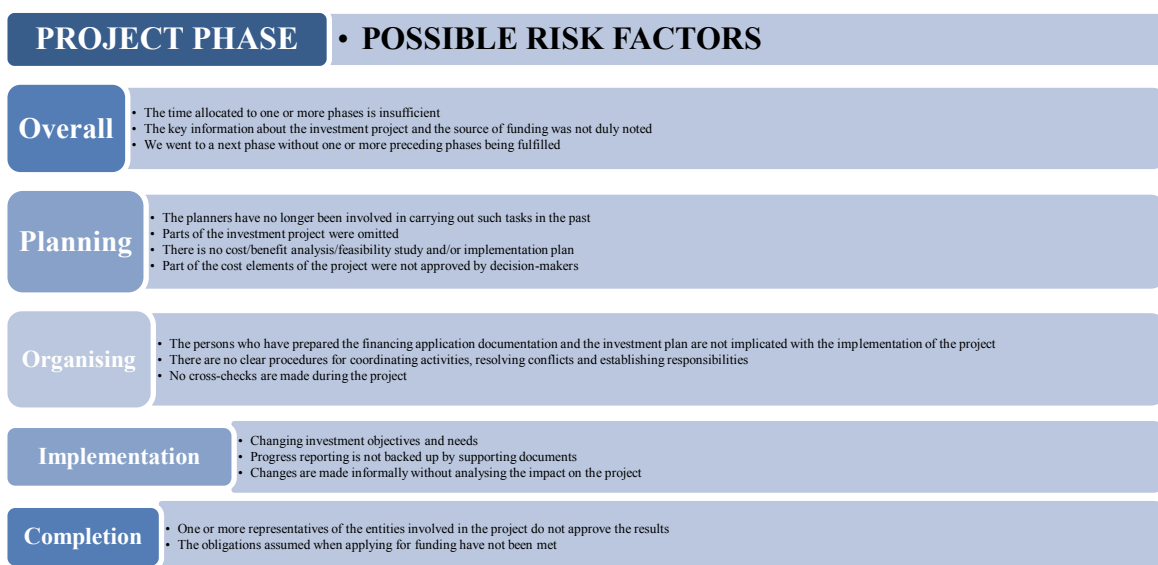 PROJECT PHASE
• POSSIBLE RISK FACTORS
Overall
• The time allocated to one or more phases is insufficient
• The key information about the investment project and the source of funding was not duly noted
• We went to a next phase without one or more preceding phases being fulfilled
Planning
• The planners have no longer been involved in carrying out such tasks in the past
• Parts of the investment project were omitted
• There is no cost/benefit analysis/feasibility study and/or implementation plan
• Part of the cost elements of the project were not approved by decision-makers
Organising
• The persons who have prepared the financing application documentation and the investment plan are not implicated with the implementation of the project
• There are no clear procedures for coordinating activities, resolving conflicts and establishing responsibilities
• No cross-checks are made during the project
Implementation
• Changing investment objectives and needs
• Progress reporting is not backed up by supporting documents
• Changes are made informally without analysing the impact on the project
Completion
• One or more representatives of the entities involved in the project do not approve the results
• The obligations assumed when applying for funding have not been met